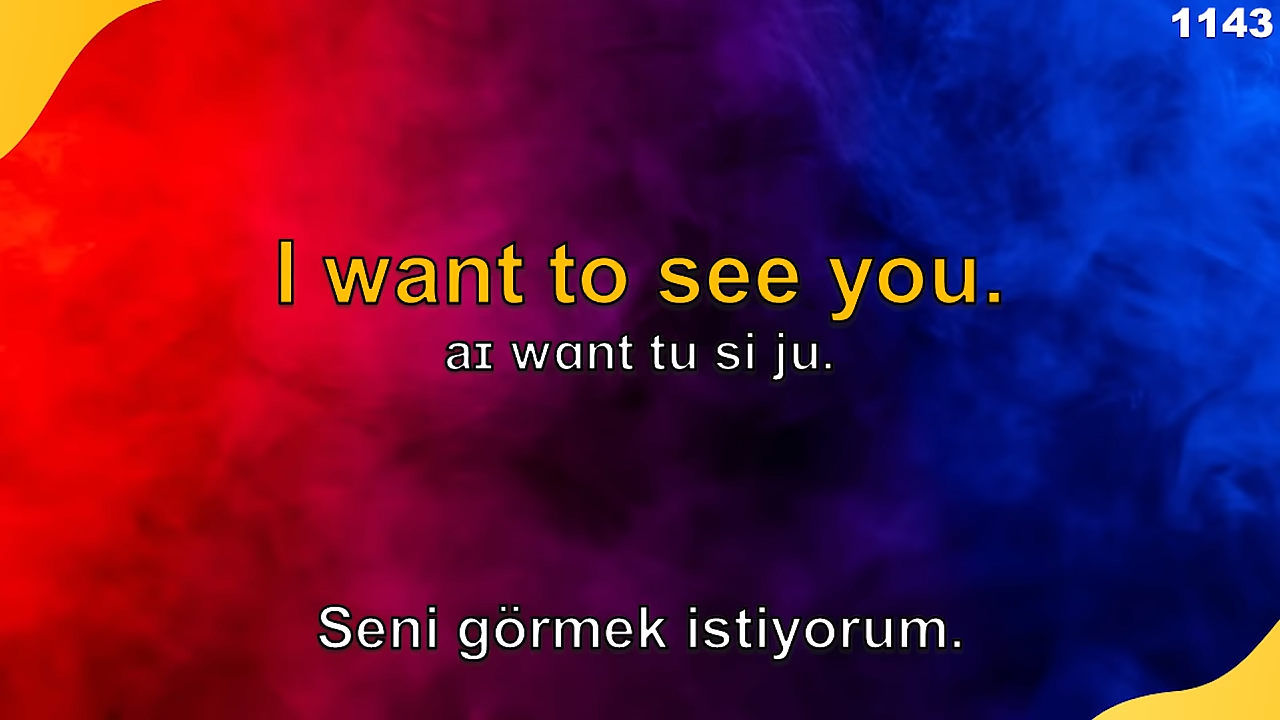 1143
I want to see you.
aɪ wɑnt tu si ju.
Seni görmek istiyorum.